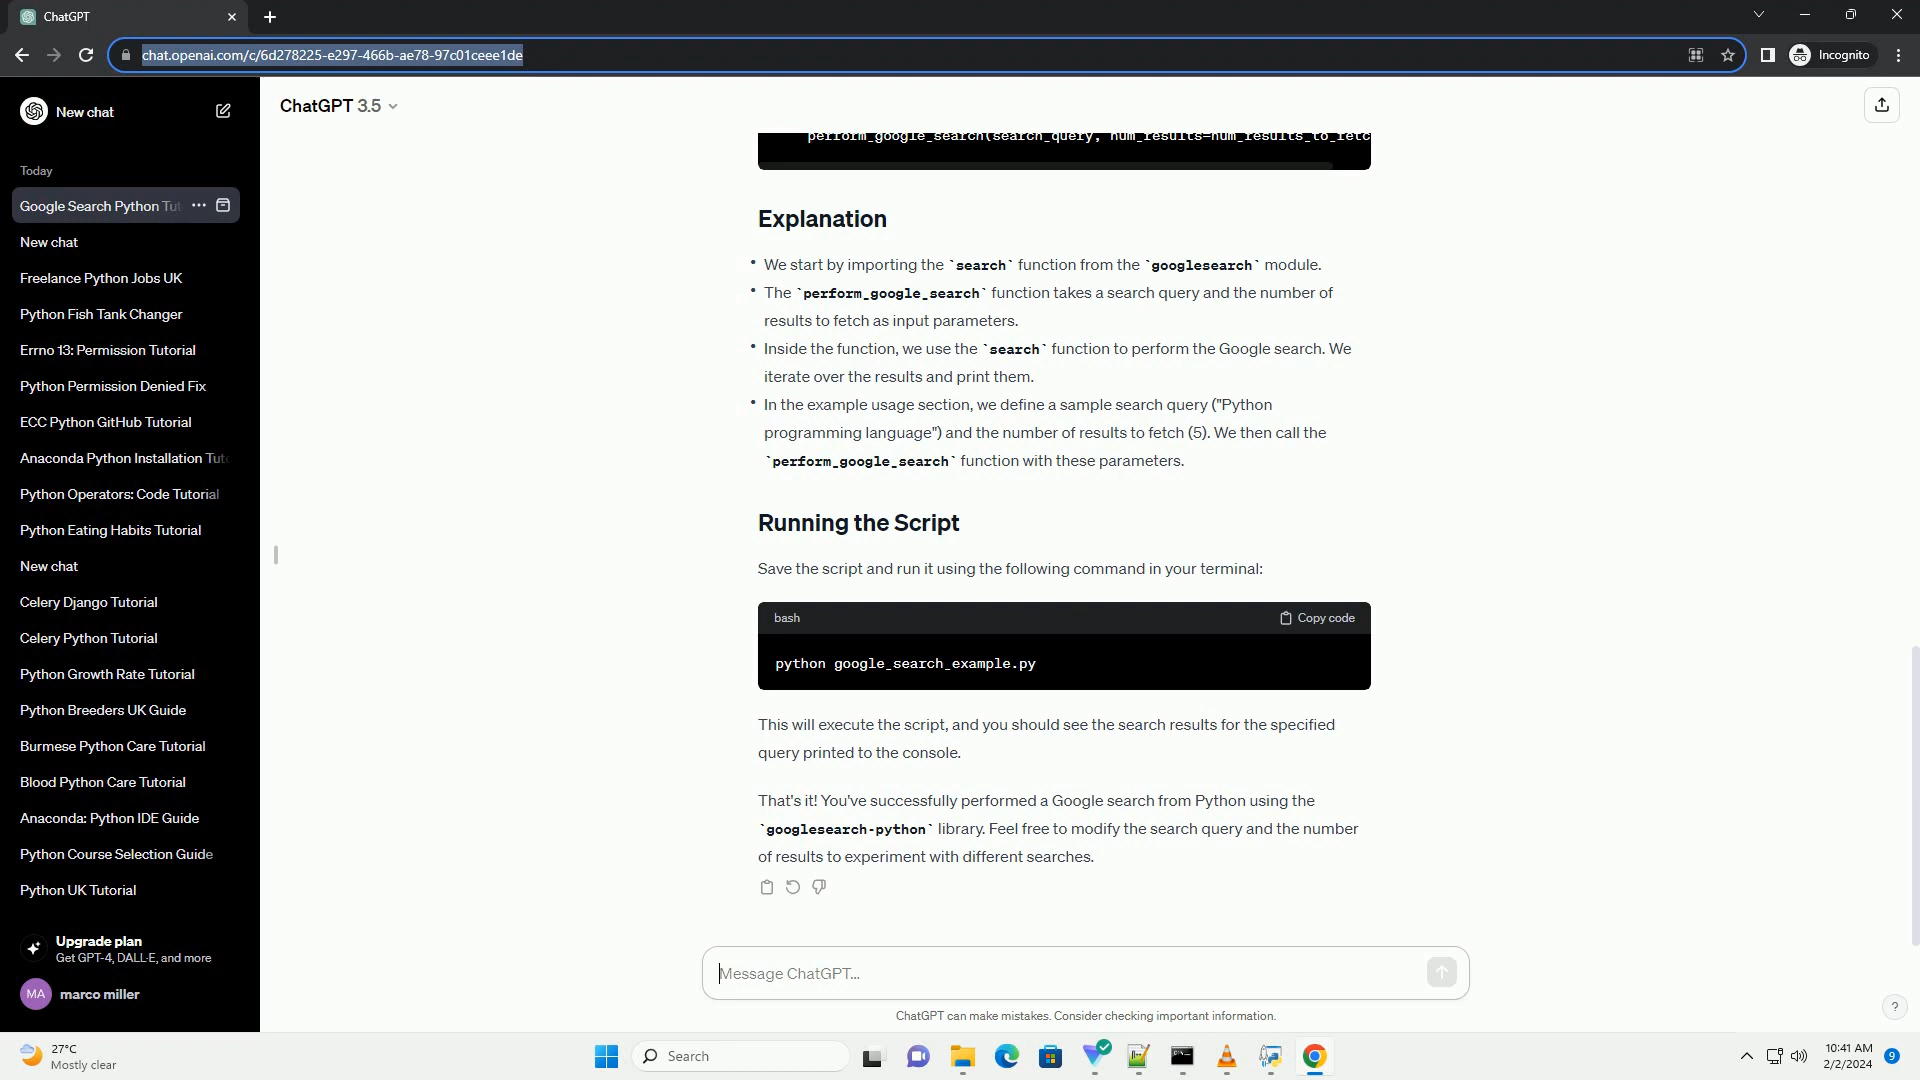 ChatGPT
chat.openai.com/c/6d278225-e297-466b-ae78-97c01ceee1de
Incognito
New chat
ChatGPT 3.5
Today
Google Search Python Tut
New chat
Freelance Python Jobs UK
Python Fish Tank Changer
Errno 13: Permission Tutorial
Python Permission Denied Fix
ECC Python GitHub Tutorial
Anaconda Python Installation Tut
Python Operators: Code Tutorial
Python Eating Habits Tutorial
New chat
Celery Django Tutorial
Celery Python Tutorial
Python Growth Rate Tutorial
Python Breeders UK Guide
Burmese Python Care Tutorial
Blood Python Care Tutorial
Anaconda: Python IDE Guide
Python Course Selection Guide
Python UK Tutorial
Upgrade plan
Get GPT-4, DALL·E, and more
MA
marco miller
perform_google_search(search_query, num_results=num_results_to_fetc
Explanation
• We start by importing the `search` function from the `googlesearch` module.
• The `perform_google_search` function takes a search query and the number of
results to fetch as input parameters.
• Inside the function, we use the `search` function to perform the Google search. We
iterate over the results and print them.
• In the example usage section, we define a sample search query ("Python
programming language") and the number of results to fetch (5). We then call the
`perform_google_search` function with these parameters.
Running the Script
Save the script and run it using the following command in your terminal:
bash
Copy code
python google_search_example.py
This will execute the script, and you should see the search results for the specified
query printed to the console.
That's it! You've successfully performed a Google search from Python using the
`googlesearch-python` library. Feel free to modify the search query and the number
of results to experiment with different searches.
Message ChatGPT...
ChatGPT can make mistakes. Consider checking important information.
?
27°C
Mostly clear
Search
10:41 AM
2/2/2024
9